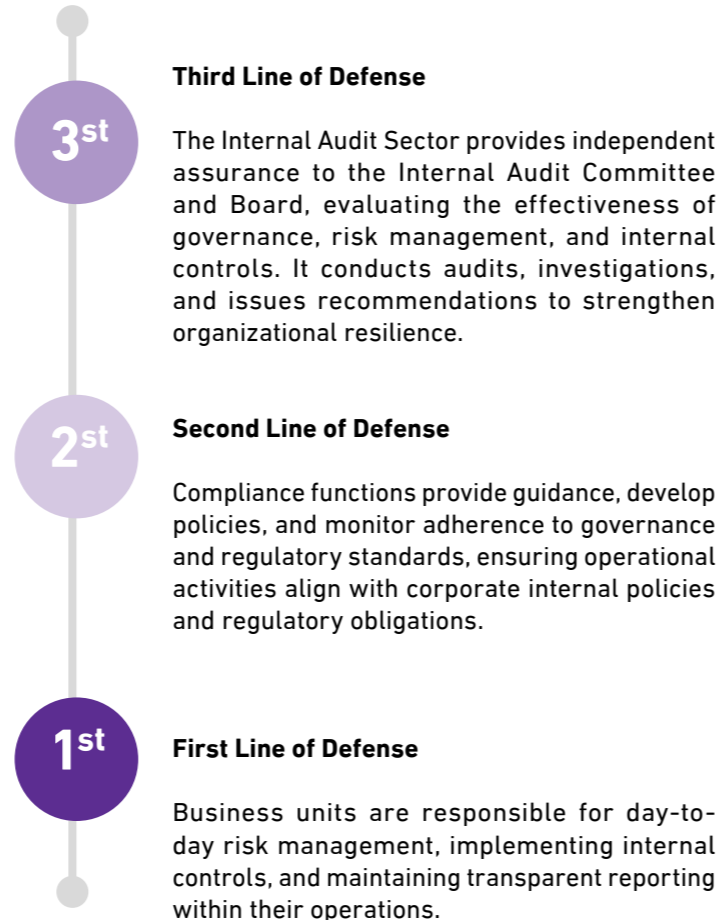 3st
Third Line of Defense
The Internal Audit Sector provides independent
assurance to the Internal Audit Committee
and Board, evaluating the effectiveness of
governance, risk management, and internal
controls. It conducts audits, investigations,
and issues recommendations to strengthen
organizational resilience.
2st
Second Line of Defense
Compliance functions provide guidance, develop
policies, and monitor adherence to governance
and regulatory standards, ensuring operational
activities align with corporate internal policies
and regulatory obligations.
1st
First Line of Defense
Business units are responsible for day-to-
day risk management, implementing internal
controls, and maintaining transparent reporting
within their operations.